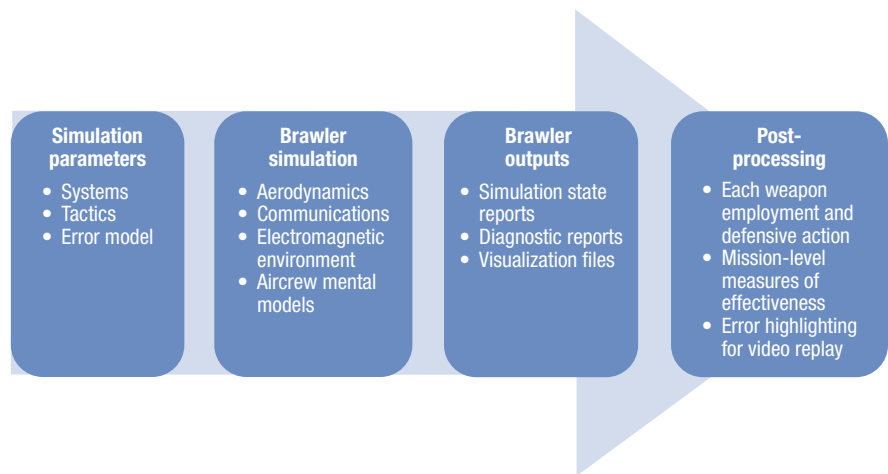 Simulation
parameters
• Systems
• Tactics
• Error model
Brawler
simulation
• Aerodynamics
• Communications
• Electromagnetic
environment
• Aircrew mental
models
Brawler
outputs
• Simulation state
reports
• Diagnostic reports
• Visualization files
Post-
processing
• Each weapon
employment and
defensive action
• Mission-level
measures of
effectiveness
• Error highlighting
for video replay